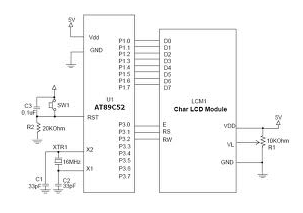 5V
Vdd
GND
P1.0
P1.1
P1.2
P1.3
P1.4
P1.5
P1.6
P1.7
D0
D1
D2
D3
D4
D5
D6
D7
U1
AT89C52
LCM1
Char LCD Module
C3
0.1uF
SW1
RST
R2
20KOhm
XTR1
X2
16MHz
X1
C1
33pF
C2
33pF
P3.0
P3.1
P3.2
P3.3
P3.4
P3.5
P3.6
P3.7
E
RS
RW
VDD
5V
VL
10KOhm
R1
GND